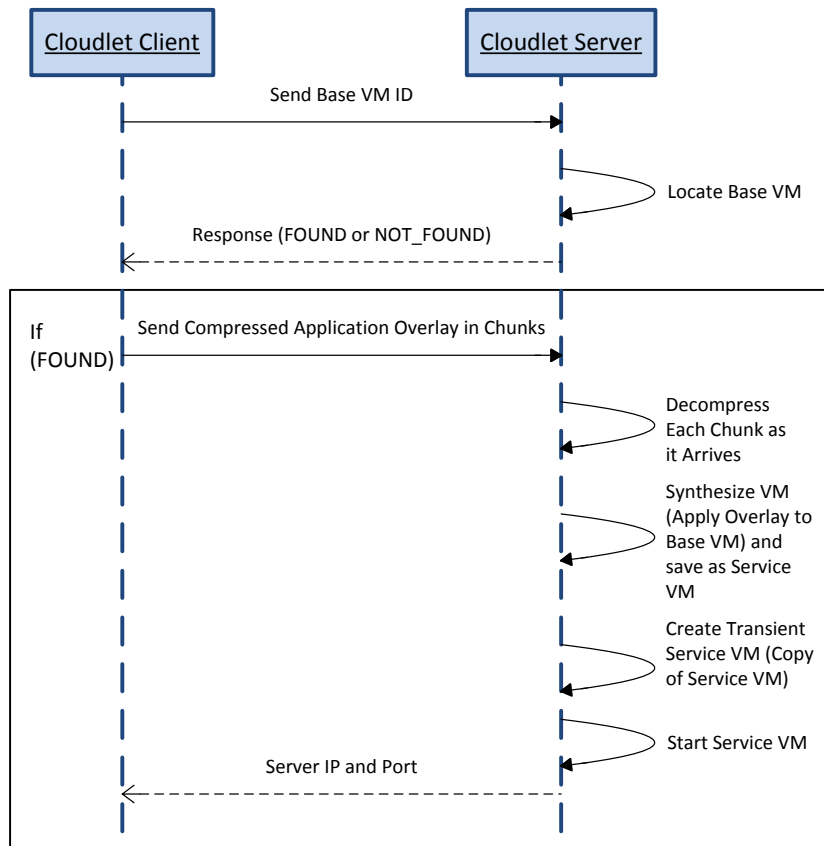 Cloudlet Client
Cloudlet Server
Send Base VM ID
Locate Base VM
Response (FOUND or NOT_FOUND)
If
(FOUND)
Send Compressed Application Overlay in Chunks
Decompress
Each Chunk as
it Arrives
Synthesize VM
(Apply Overlay to
Base VM) and
save as Service
VM
Create Transient
Service VM (Copy
of Service VM)
Start Service VM
Server IP and Port